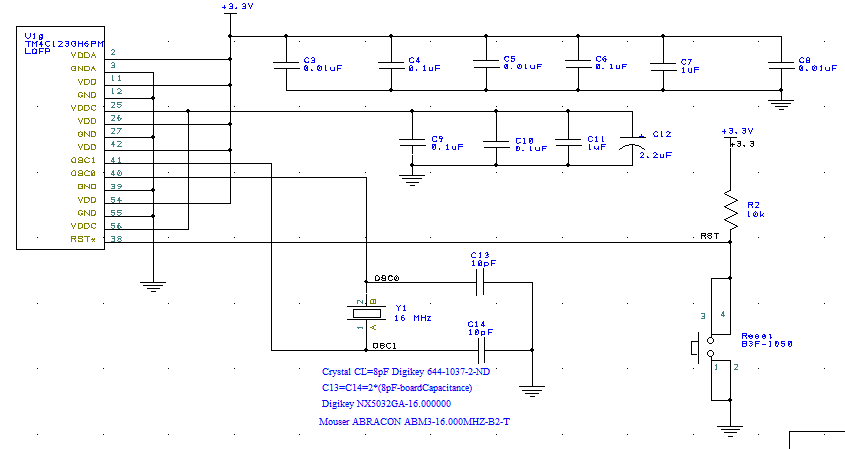 +3.3V
U1g
TM4C123GH6PM
LQFP
VDDA 2
GNDA 3
VDD 11
GND 12
VDDC 25
VDD 26
GND 27
VDD 42
OSC1 41
OSC0 40
GND 39
VDD 54
GND 55
VDDC 56
RST* 38
C3
0.01uF
C4
0.1uF
C5
0.01uF
C6
0.1uF
C7
1uF
C8
0.01uF
C9
0.1uF
C10
0.1uF
C11
1uF
+
C12
2.2uF
+3.3V
+3.3
R2
10k
RST
C13
10pF
OSC0
2 B
Y1
16 MHz
1 A
C14
10pF
OSC1
3 4
Reset
B3F-1050
1 2
Crystal CL=8pF Digikey 644-1037-2-ND
C13=C14=2*(8pF-boardCapacitance)
Digikey NX5032GA-16.000000
Mouser ABRACON ABM3-16.000MHZ-B2-T